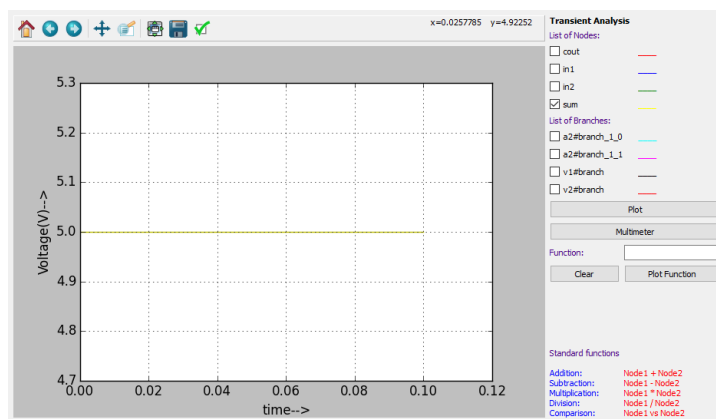 x=0.0257785 y=4.92252
Transient Analysis
List of Nodes:
cout
in1
in2
sum
List of Branches:
a2#branch_1_0
a2#branch_1_1
v1#branch
v2#branch
Plot
Multimeter
Function:
Clear Plot Function
Standard functions
Addition: Node1 + Node2
Subtraction: Node1 - Node2
Multiplication: Node1 * Node2
Division: Node1 / Node2
Comparison: Node1 vs Node2
5.3
5.2
5.1
5.0
4.9
4.8
4.7
Voltage(V)-->
0.00 0.02 0.04 0.06 0.08 0.10 0.12
time-->